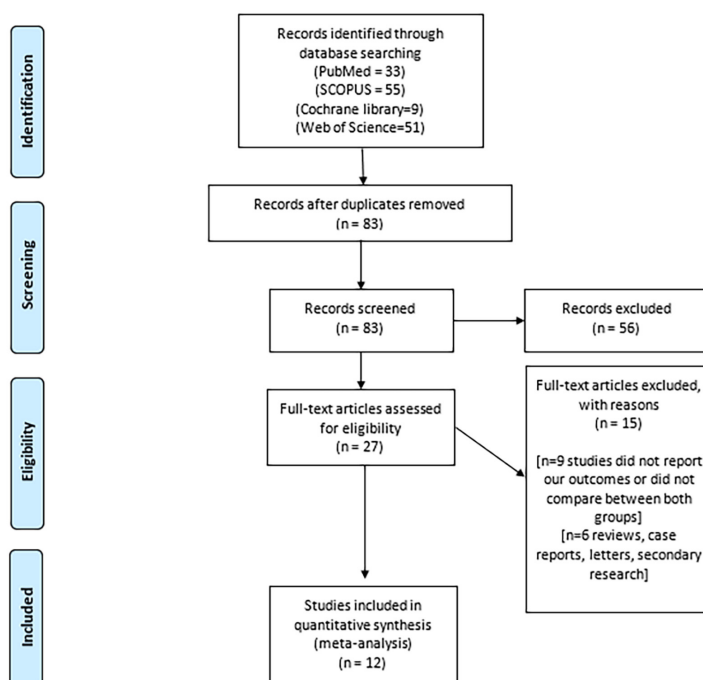 Identification
Records identified through
database searching
(PubMed = 33)
(SCOPUS = 55)
(Cochrane library=9)
(Web of Science=51)
Records after duplicates removed
(n = 83)
Screening
Records screened
(n = 83)
Records excluded
(n = 56)
Eligibility
Full-text articles assessed
for eligibility
(n = 27)
Full-text articles excluded,
with reasons
(n = 15)
[n=9 studies did not report
our outcomes or did not
compare between both
groups]
[n=6 reviews, case
reports, letters, secondary
research]
Included
Studies included in
quantitative synthesis
(meta-analysis)
(n = 12)